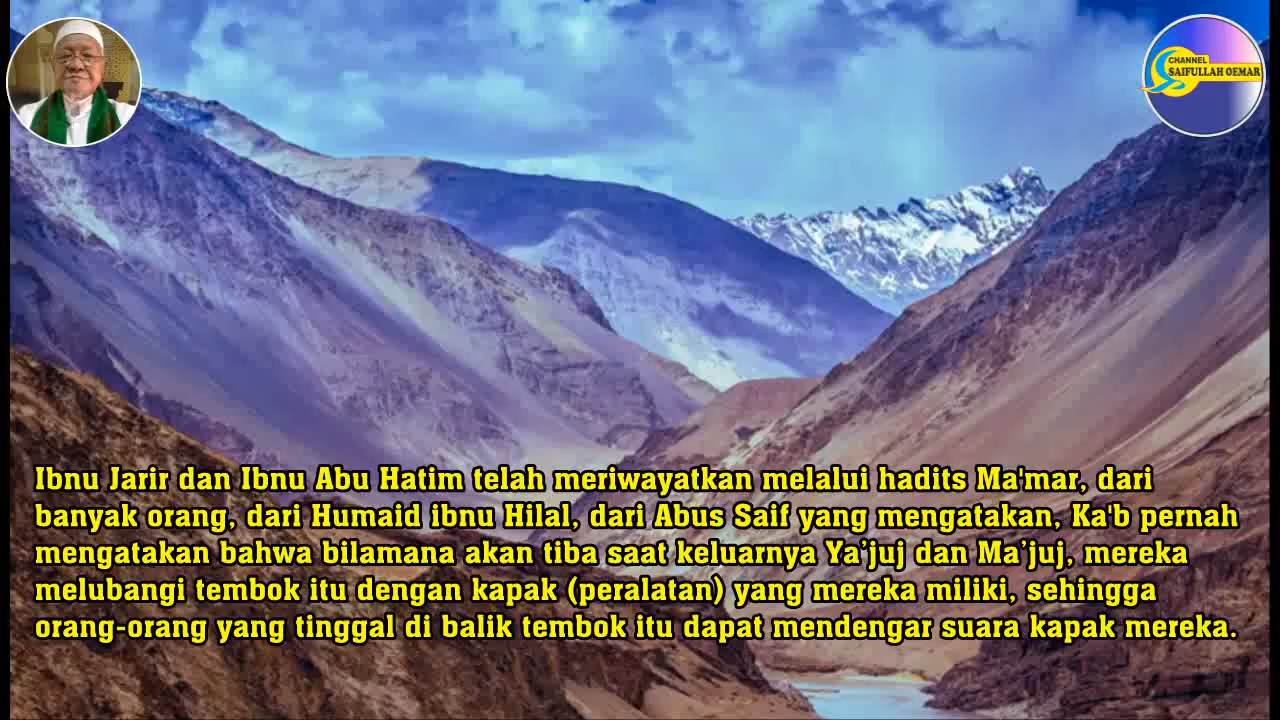 CHANNEL
SAIFULLAH OEMAR
Ibnu Jarir dan Ibnu Abu Hatim telah meriwayatkan melalui hadits Ma'mar, dari
banyak orang, dari Humaid ibnu Hilal, dari Abus Saif yang mengatakan, Ka'b pernah
mengatakan bahwa bilamana akan tiba saat keluarnya Ya’juj dan Ma’juj, mereka
melubangi tembok itu dengan kapak (peralatan) yang mereka miliki, sehingga
orang-orang yang tinggal di balik tembok itu dapat mendengar suara kapak mereka.